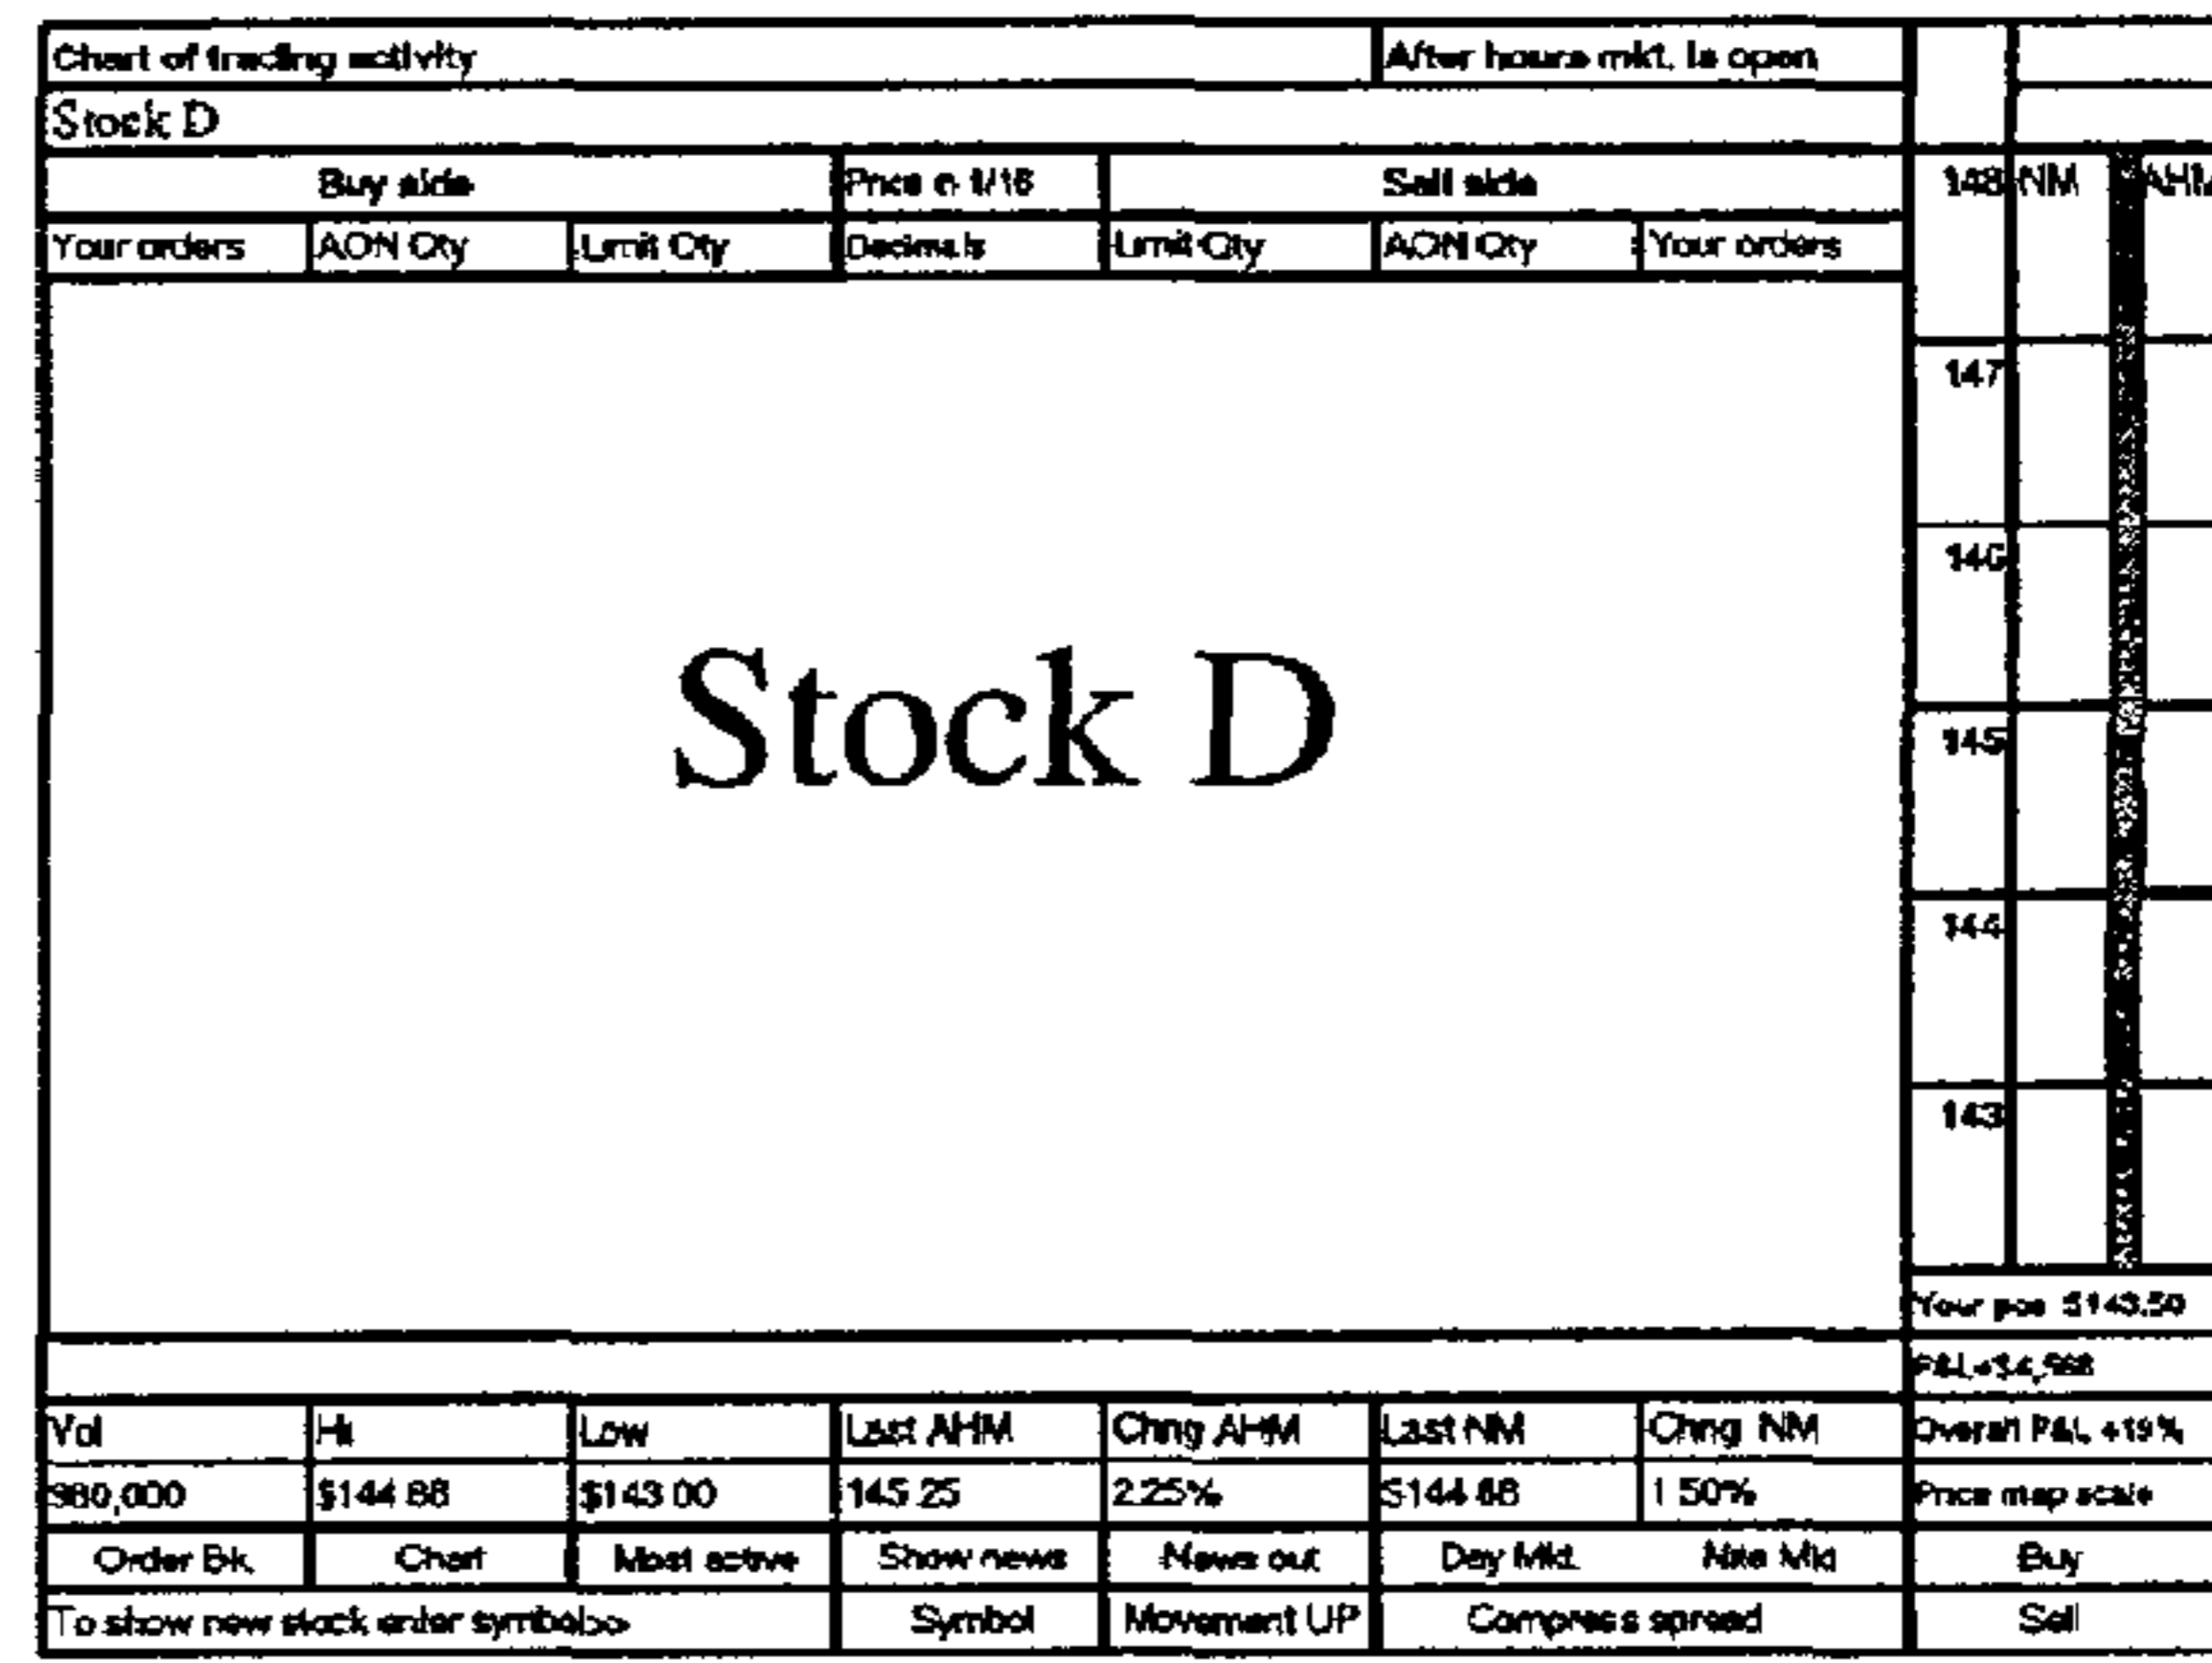 Chart of trading activity After hours mkt. is open
Stock D
Buy side Price in 1/16 Sell side 148 NM AHM
Your orders AON Qty Limit Qty Decimals Limit Qty AON Qty Your orders
147
146
Stock D
145
144
143
Your pos $143.50
P&L +$4,
Vol Hi Low Last AHM Chng AHM Last NM Chng NM Overall P&L +19%
980,000 $144.88 $143.00 145.25 2.25% $144.88 1.50% Price map scale
Order Bk. Chart Most active Show news News out Day Mkt. Nite Mkt Buy
To show new stock enter symbol>> Symbol Movement UP Compress spread Sell